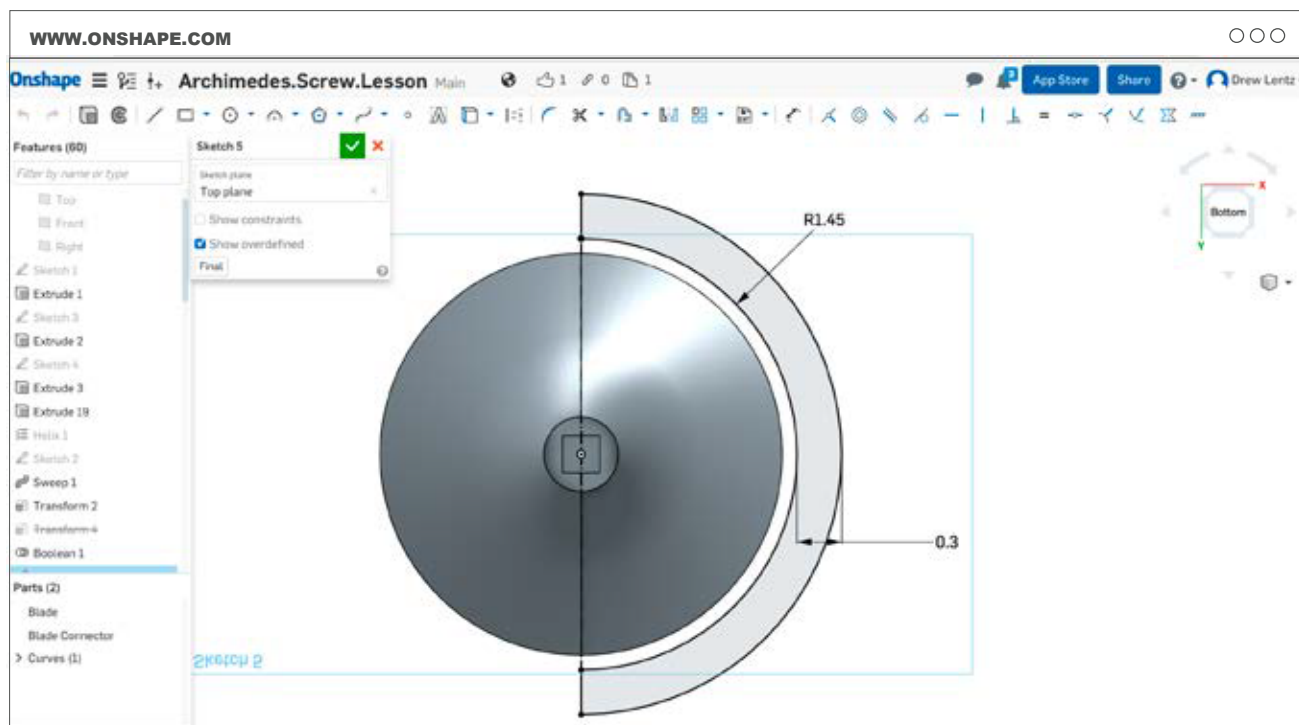 WWW.ONSHAPE.COM
Onshape Archimedes.Screw.Lesson Main 1 0 1 App Store Share Drew Lentz
Features (60)
Filter by name or type
Top
Front
Right
Sketch 1
Extrude 1
Sketch 3
Extrude 2
Sketch 4
Extrude 3
Extrude 19
Helix 1
Sketch 2
Sweep 1
Transform 2
Transform 4
Boolean 1
Parts (2)
Blade
Blade Connector
Curves (1)
Sketch 5
Sketch plane
Top plane
Show constraints
Show overdefined
Final
R1.45
0.3
Sketch 5
X
Bottom
Y